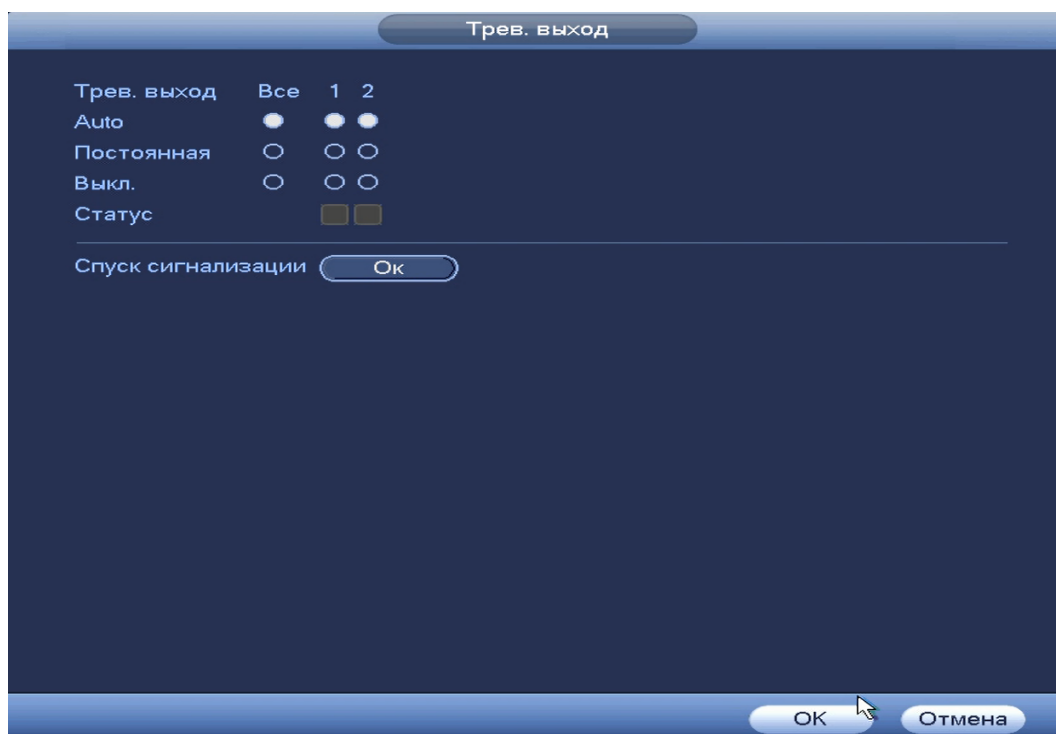 Трев. выход
Трев. выход Все 1 2
Auto
Постоянная
Выкл.
Статус
Спуск сигнализации Ок
ОК Отмена